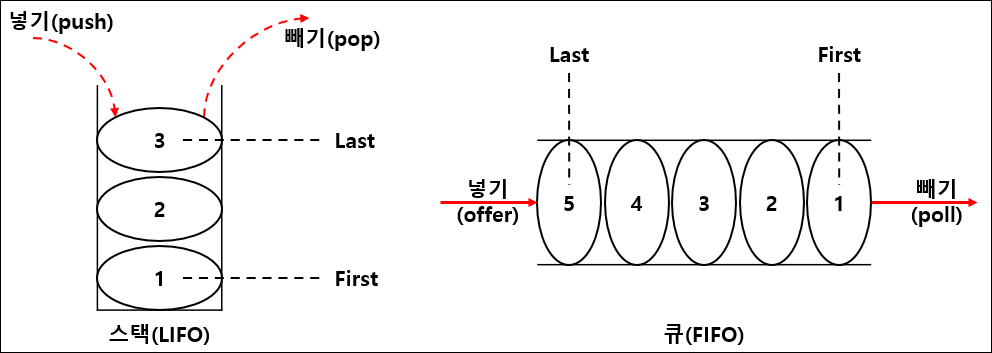 넣기(push)
빼기(pop)
3
Last
2
1
First
스택(LIFO)
Last
First
넣기
(offer)
5
4
3
2
1
빼기
(poll)
큐(FIFO)